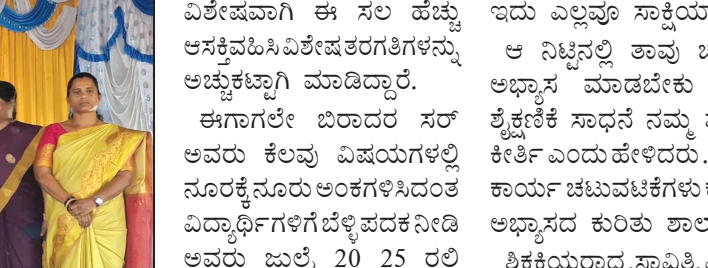 ವಿಶೇಷವಾಗಿ ಈ ಸಲ ಹೆಚ್ಚು
ಆಸಕ್ತಿವಹಿಸಿವಿಶೇಷತರಗತಿಗಳನ್ನು
ಅಚ್ಚುಕಟ್ಟಾಗಿ ಮಾಡಿದ್ದಾರೆ.
ಈಗಾಗಲೇ ಬಿರಾದರ ಸರ್
ಅವರು ಕೆಲವು ವಿಷಯಗಳಲ್ಲಿ
ನೂರಕ್ಕೆನೂರು ಅಂಕಗಳಿಸಿದಂತ
ವಿದ್ಯಾರ್ಥಿಗಳಿಗೆ ಬೆಳ್ಳಿ ಪದಕ ನೀಡಿ
ಅವರು ಜುಲೈ 20 25 ರಲಿ
ಇದು ಎಲ್ಲವೂ
ಆ ನಿಟ್ಟಿನಲ್ಲಿ ತಾವು
ಅಭ್ಯಾಸ ಮಾಡಬೇಕು
ಶೈಕ್ಷಣಿಕೆ ಸಾಧನೆ ನಮ್ಮ
ಕೀರ್ತಿ ಎಂದು ಹೇಳಿದರು.
ಕಾರ್ಯ ಚಟುವಟಿಕೆಗಳು
ಅಭ್ಯಾಸದ ಕುರಿತು
ಶಿಕ್ಷಕಿಯರಾದ ಸಾವಿತ್ರಿ